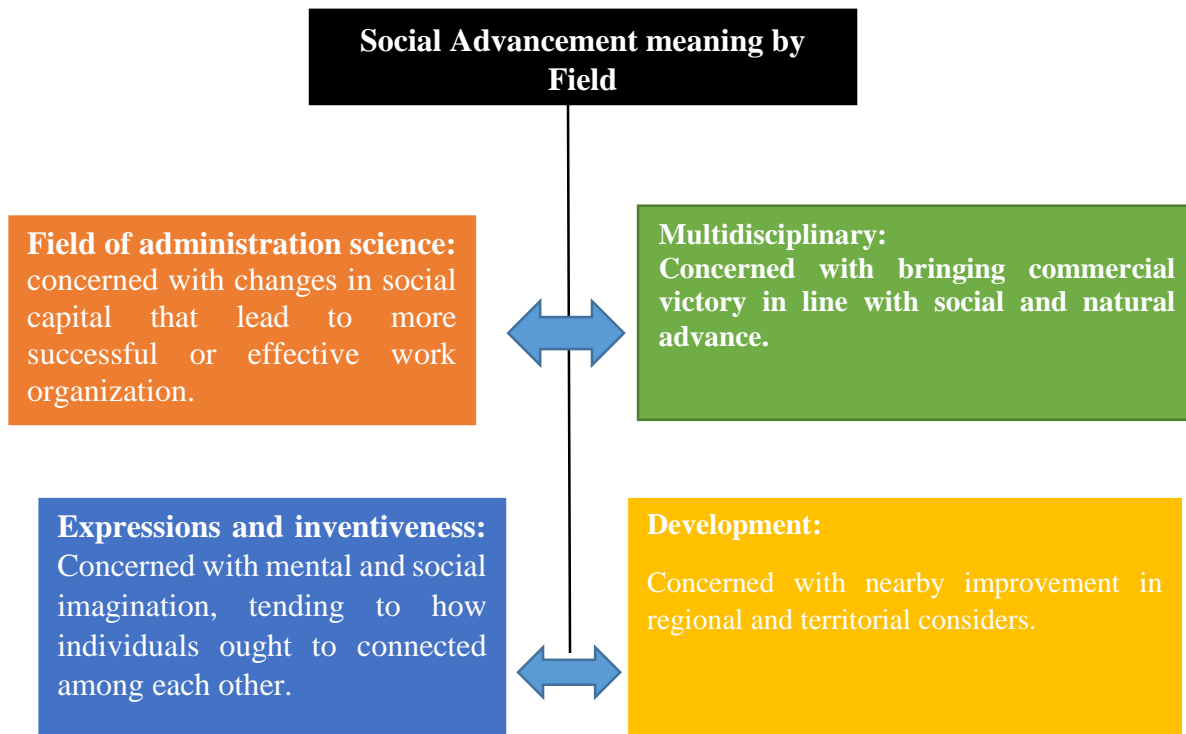 Social Advancement meaning by
Field
Field of administration science:
concerned with changes in social
capital that lead to more
successful or effective work
organization.
Multidisciplinary:
Concerned with bringing commercial
victory in line with social and natural
advance.
Expressions and inventiveness:
Concerned with mental and social
imagination, tending to how
individuals ought to connected
among each other.
Development:
Concerned with nearby improvement in
regional and territorial considers.